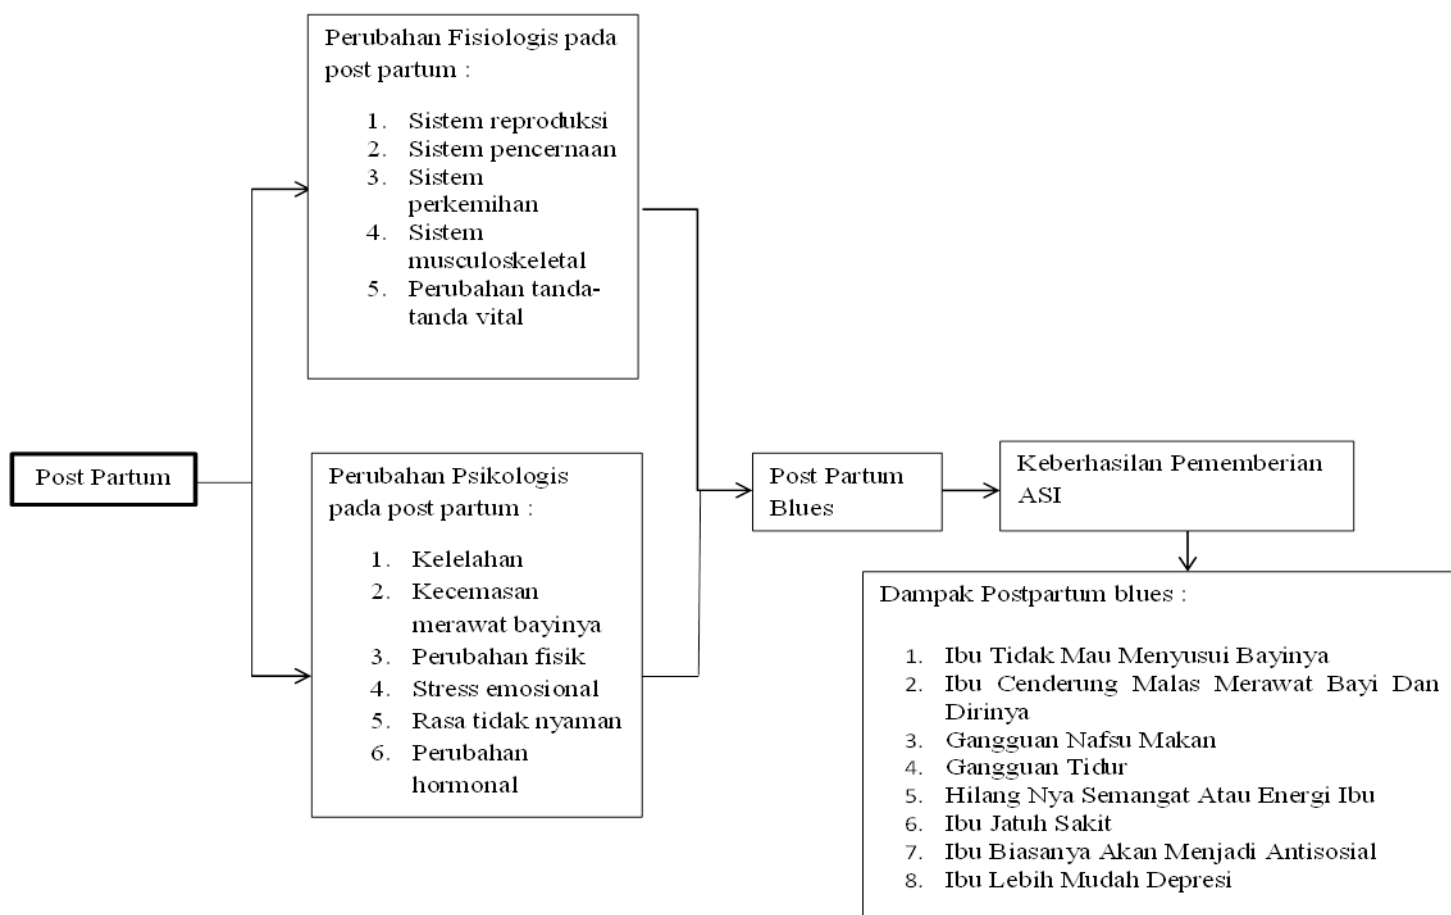 Perubahan Fisiologis pada
post partum :
1. Sistem reproduksi
2. Sistem pencernaan
3. Sistem
perkemihan
4. Sistem
musculoskeletal
5. Perubahan tanda-
tanda vital
Post Partum
Perubahan Psikologis
pada post partum :
1. Kelelahan
2. Kecemasan
merawat bayinya
3. Perubahan fisik
4. Stress emosional
5. Rasa tidak nyaman
6. Perubahan
hormonal
Post Partum
Blues
Keberhasilan Pememberian
ASI
Dampak Postpartum blues :
1. Ibu Tidak Mau Menyusui Bayinya
2. Ibu Cenderung Malas Merawat Bayi Dan
Dirinya
3. Gangguan Nafsu Makan
4. Gangguan Tidur
5. Hilang Nya Semangat Atau Energi Ibu
6. Ibu Jatuh Sakit
7. Ibu Biasanya Akan Menjadi Antisosial
8. Ibu Lebih Mudah Depresi